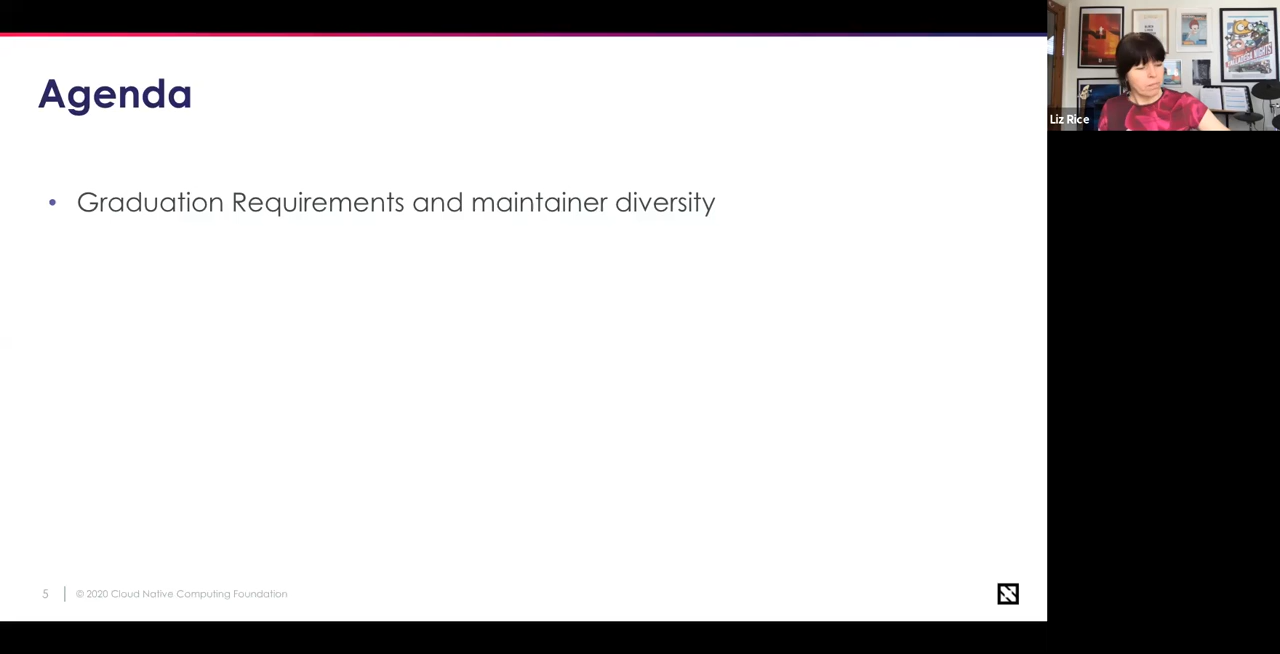 Agenda
• Graduation Requirements and maintainer diversity
5
© 2020 Cloud Native Computing Foundation
Liz Rice